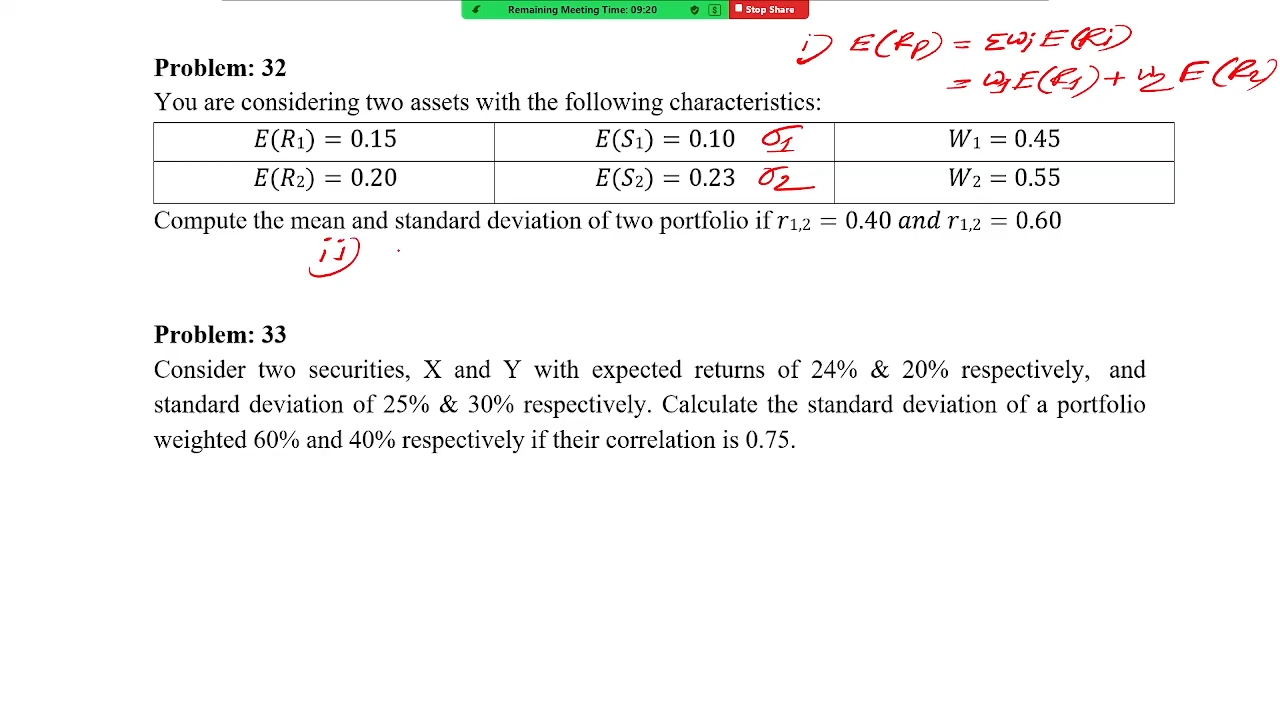 Remaining Meeting Time: 09:20 $ Stop Share
i) E(Rp) = Σwi E(Ri)
= w1 E(R1) + w2 E(R2)
Problem: 32
You are considering two assets with the following characteristics:
E(R1) = 0.15 E(S1) = 0.10 σ1 W1 = 0.45
E(R2) = 0.20 E(S2) = 0.23 σ2 W2 = 0.55
Compute the mean and standard deviation of two portfolio if r1,2 = 0.40 and r1,2 = 0.60
ii)
Problem: 33
Consider two securities, X and Y with expected returns of 24% & 20% respectively, and
standard deviation of 25% & 30% respectively. Calculate the standard deviation of a portfolio
weighted 60% and 40% respectively if their correlation is 0.75.